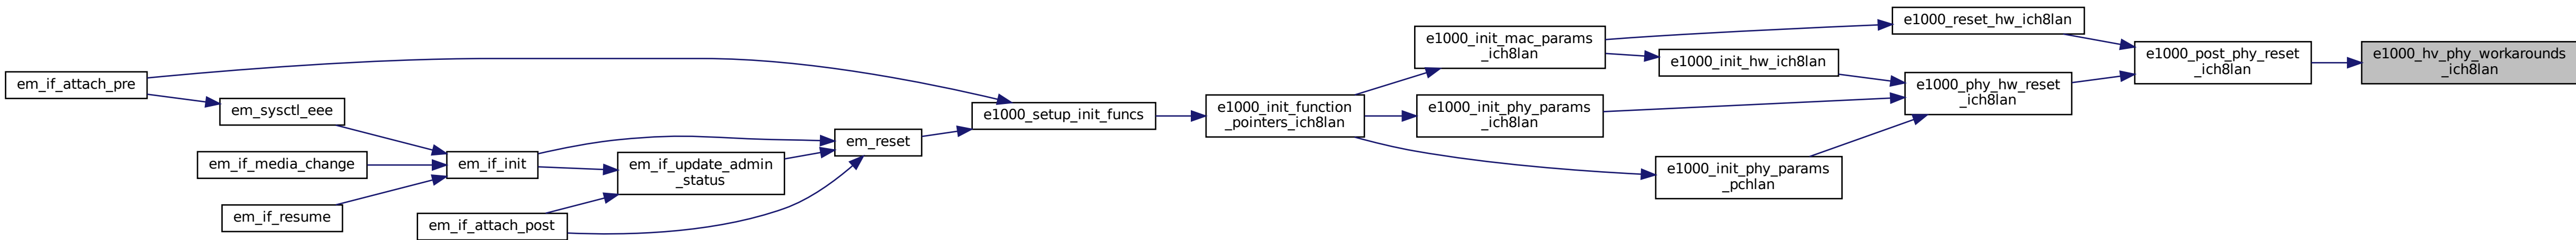 em_if_attach_pre
em_sysctl_eee
em_if_media_change
em_if_resume
em_if_init
em_if_attach_post
em_if_update_admin
_status
em_reset
e1000_setup_init_funcs
e1000_init_function
_pointers_ich8lan
e1000_init_mac_params
_ich8lan
e1000_init_phy_params
_ich8lan
e1000_init_hw_ich8lan
e1000_init_phy_params
_pchlan
e1000_reset_hw_ich8lan
e1000_phy_hw_reset
_ich8lan
e1000_post_phy_reset
_ich8lan
e1000_hv_phy_workarounds
_ich8lan